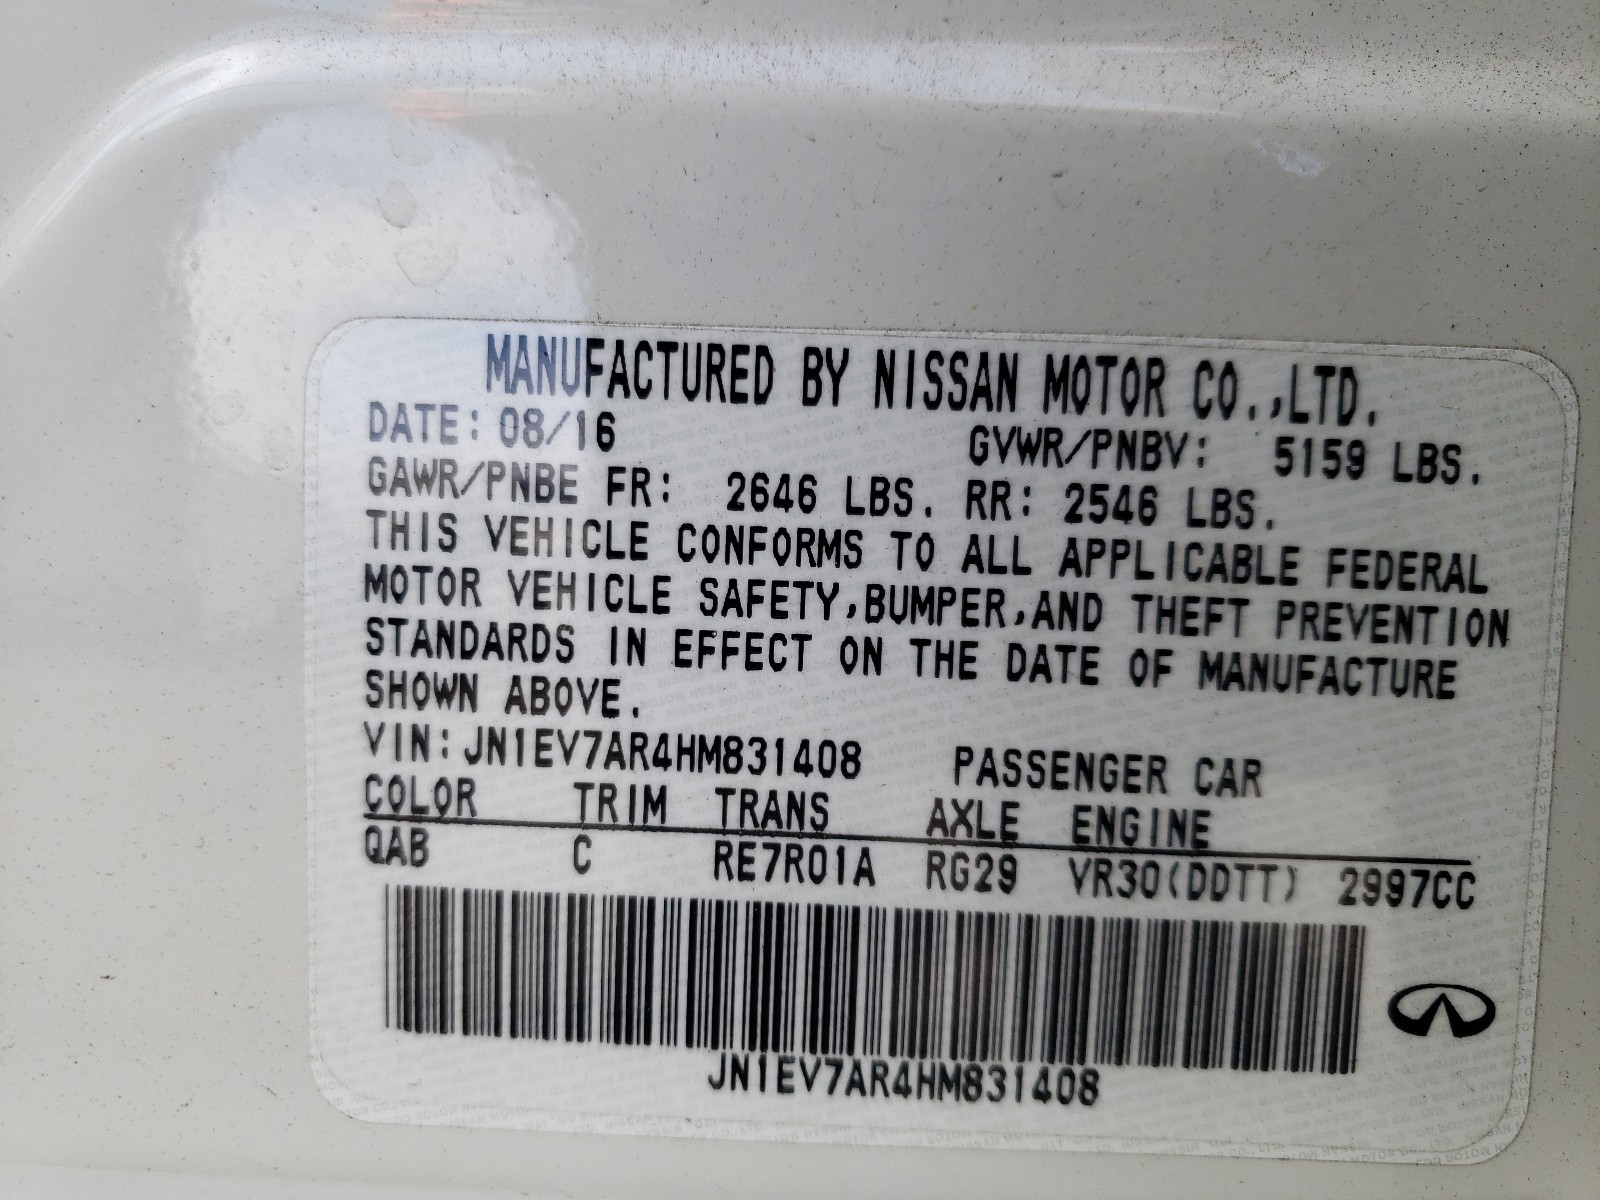 MANUFACTURED BY NISSAN MOTOR CO.,LTD.
DATE: 08/16 GVWR/PNBV: 5159 LBS.
GAWR/PNBE FR: 2646 LBS. RR: 2546 LBS.
THIS VEHICLE CONFORMS TO ALL APPLICABLE FEDERAL
MOTOR VEHICLE SAFETY,BUMPER,AND THEFT PREVENTION
STANDARDS IN EFFECT ON THE DATE OF MANUFACTURE
SHOWN ABOVE.
VIN:JN1EV7AR4HM831408 PASSENGER CAR
COLOR TRIM TRANS AXLE ENGINE
QAB C RE7R01A RG29 VR30(DDTT) 2997CC
JN1EV7AR4HM831408